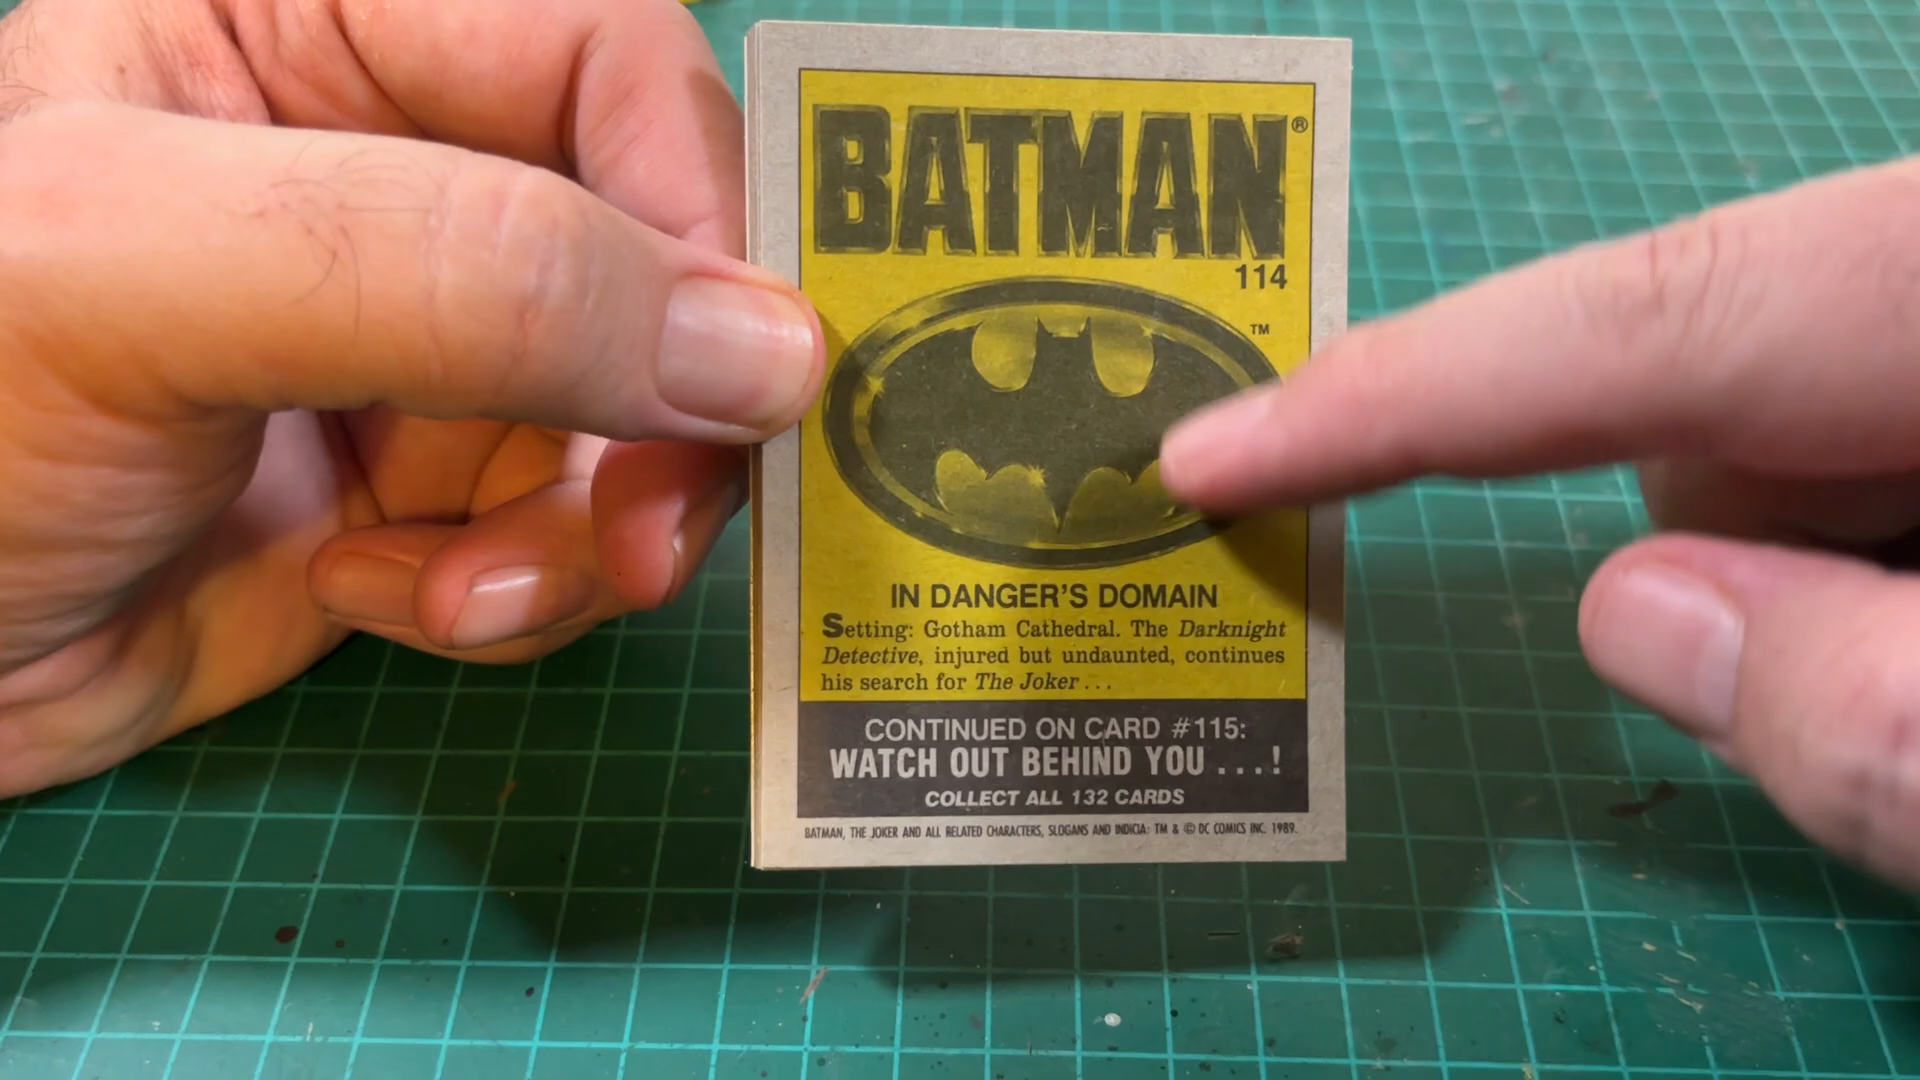 BATMAN®
114
TM
IN DANGER'S DOMAIN
Setting: Gotham Cathedral. The Darknight
Detective, injured but undaunted, continues
his search for The Joker...
CONTINUED ON CARD #115:
WATCH OUT BEHIND YOU...!
COLLECT ALL 132 CARDS
BATMAN, THE JOKER AND ALL RELATED CHARACTERS, SLOGANS AND INDICIA: TM & © DC COMICS INC. 1989.